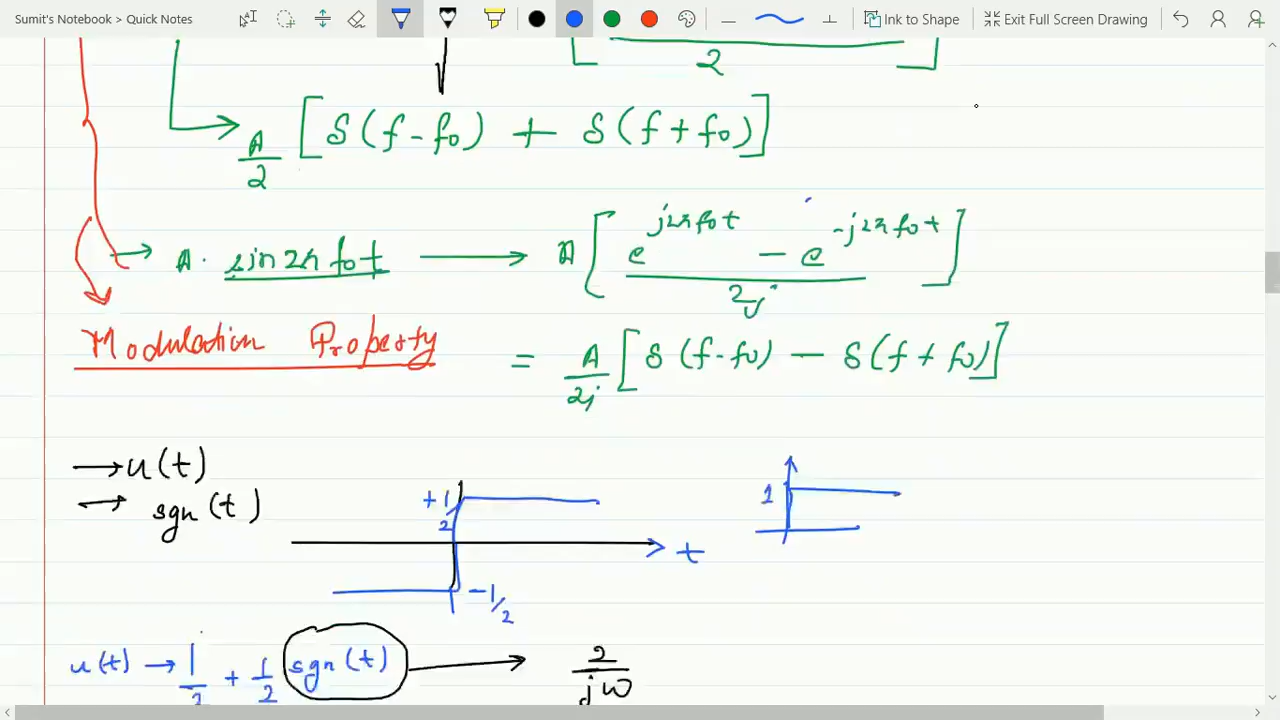 Sumit's Notebook > Quick Notes
Ink to Shape
Exit Full Screen Drawing
2
A/2 [δ(f-f0) + δ(f+f0)]
→ A. sin2πf0t → A[(e^j2πf0t - e^-j2πf0t)/2j]
Modulation Property
= A/2j [δ(f-f0) - δ(f+f0)]
→ u(t)
→ sgn(t)
+1/2
t
-1/2
1
u(t) → 1/2 + 1/2 sgn(t) → 2/jω